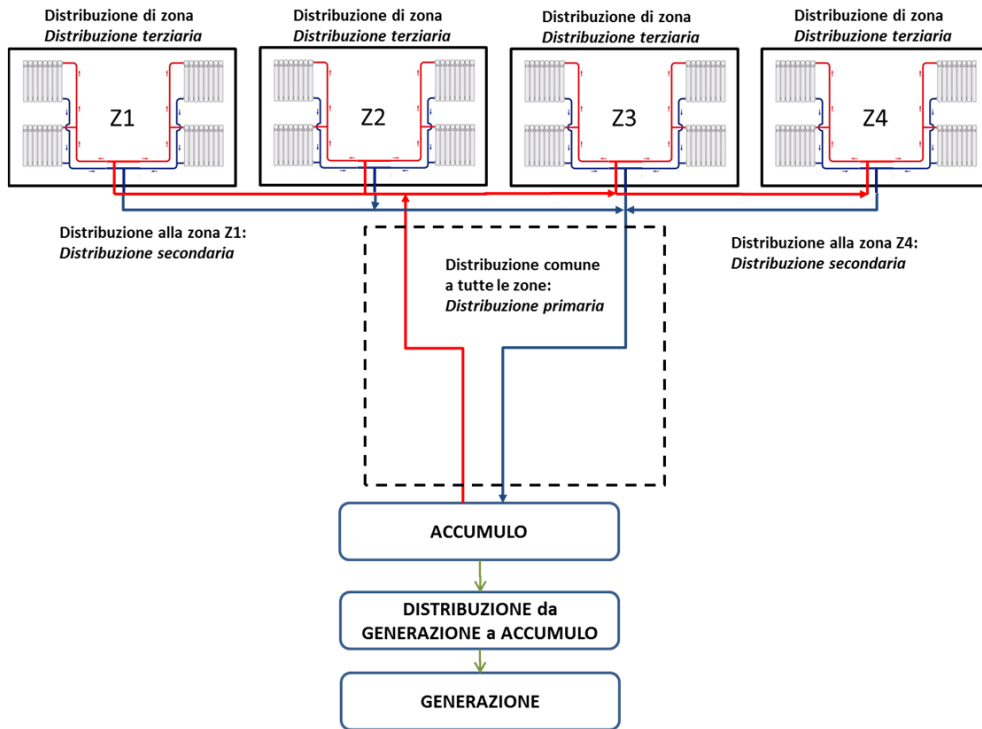 Distribuzione di zona
Distribuzione terziaria
Distribuzione di zona
Distribuzione terziaria
Distribuzione di zona
Distribuzione terziaria
Distribuzione di zona
Distribuzione terziaria
Z1
Z2
Z3
Z4
Distribuzione alla zona Z1:
Distribuzione secondaria
Distribuzione comune
a tutte le zone:
Distribuzione primaria
Distribuzione alla zona Z4:
Distribuzione secondaria
ACCUMULO
DISTRIBUZIONE da
GENERAZIONE a ACCUMULO
GENERAZIONE